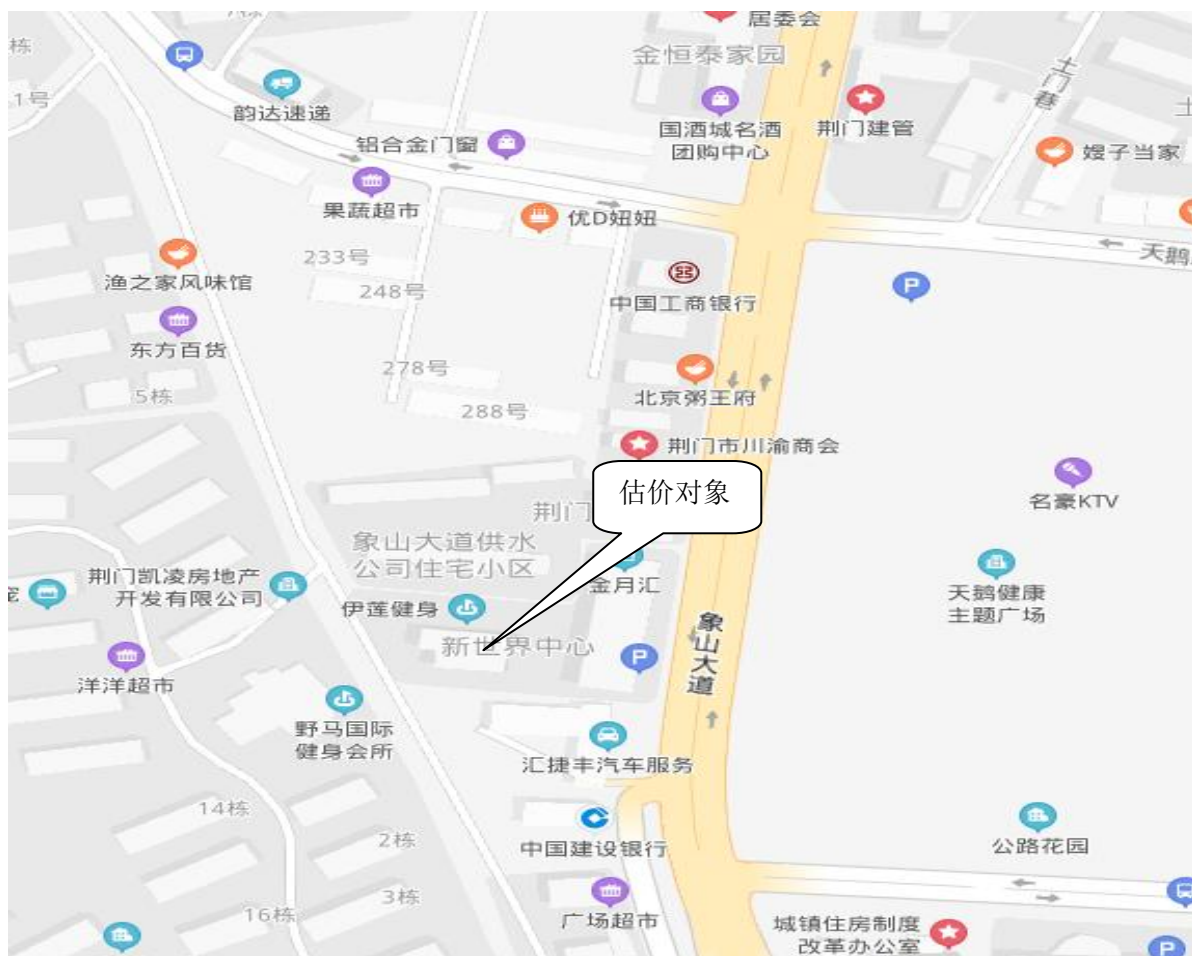 居委会
栋
金恒泰家园
土门巷
1号
韵达速递
国酒城名酒
团购中心
荆门建管
土
铝合金门窗
嫂子当家
果蔬超市
优D妞妞
233号
天鹅
渔之家风味馆
248号
中国工商银行
P
东方百货
278号
5栋
288号
北京粥王府
荆门市川渝商会
估价对象
名豪KTV
荆门
象山大道供水
公司住宅小区
荆门凯凌房地产
开发有限公司
金月汇
天鹅健康
主题广场
伊莲健身
新世界中心
象山大道
P
洋洋超市
野马国际
健身会所
汇捷丰汽车服务
14栋
2栋
中国建设银行
公路花园
3栋
16栋
广场超市
城镇住房制度
改革办公室
P